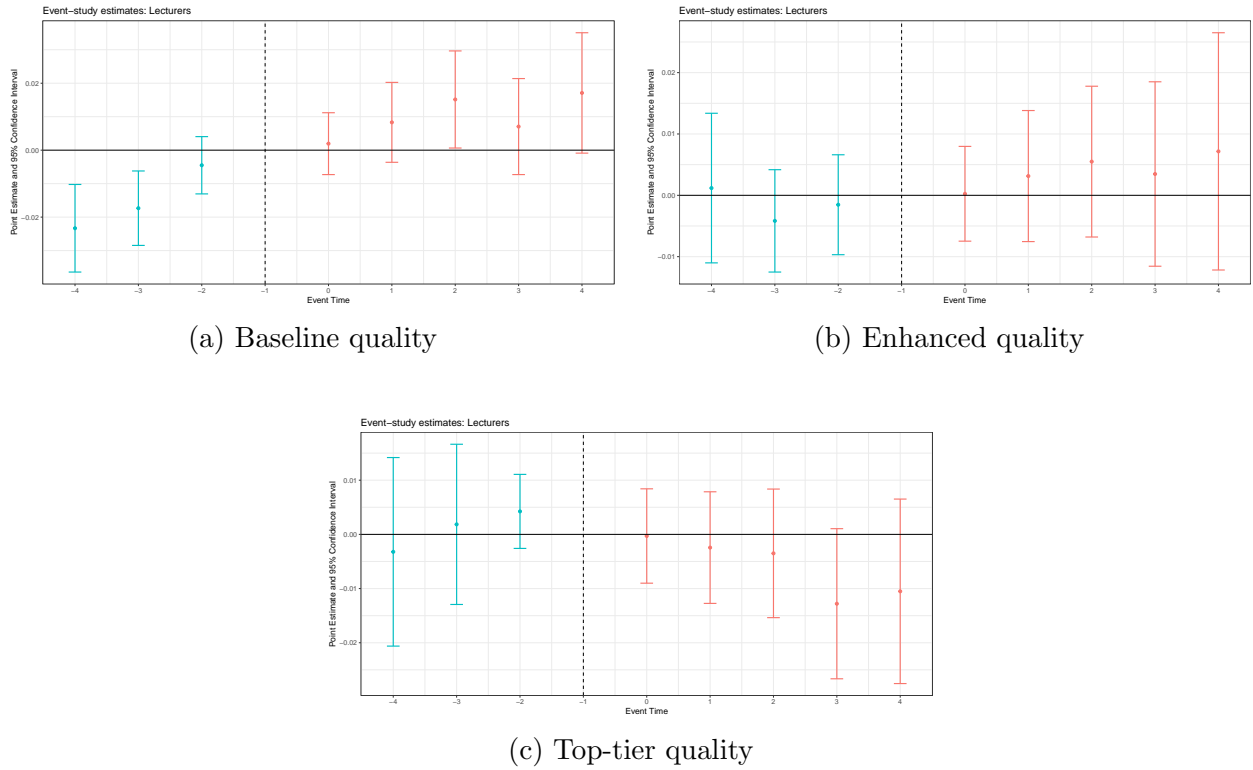 Event−study estimates: Lecturers
Point Estimate and 95% Confidence Interval
0.02
0.00
−0.02
−4 −3 −2 −1 0 1 2 3 4
Event Time
(a) Baseline quality
Event−study estimates: Lecturers
Point Estimate and 95% Confidence Interval
0.02
0.01
0.00
−0.01
−4 −3 −2 −1 0 1 2 3 4
Event Time
(b) Enhanced quality
Event−study estimates: Lecturers
Point Estimate and 95% Confidence Interval
0.01
0.00
−0.01
−0.02
−4 −3 −2 −1 0 1 2 3 4
Event Time
(c) Top-tier quality